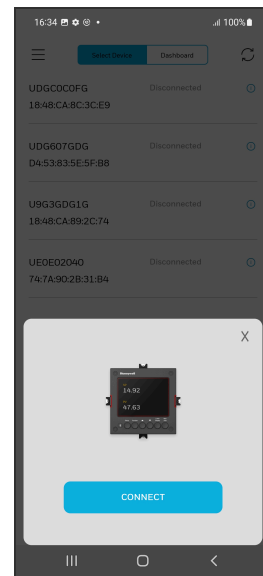 16:34
100%
Select Device Dashboard
UDGC0C0FG Disconnected
18:48:CA:8C:3C:E9
UDG607GDG Disconnected
D4:53:83:5E:5F:B8
U9G3GDG1G Disconnected
18:48:CA:89:2C:74
UE0E02040 Disconnected
74:7A:90:2B:31:B4
X
Honeywell
14.92
47.63
CONNECT